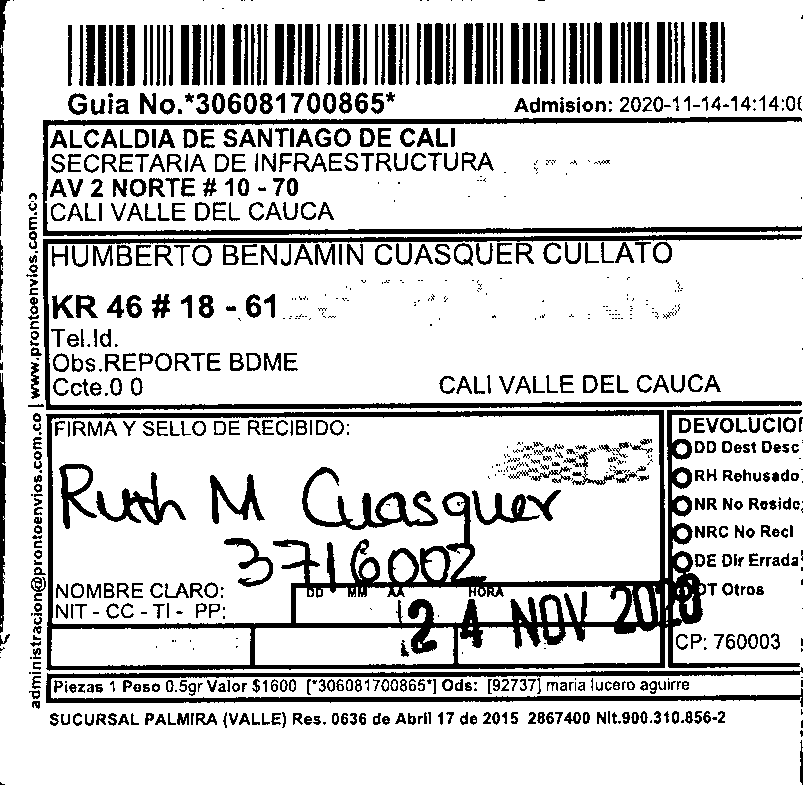 Guia No.*306081700865*
Admision: 2020-11-14-14:14:00
ALCALDIA DE SANTIAGO DE CALI
SECRETARIA DE INFRAESTRUCTURA
AV 2 NORTE # 10 - 70
CALI VALLE DEL CAUCA
HUMBERTO BENJAMIN CUASQUER CULLATO
KR 46 # 18 - 61
Tel.Id.
Obs.REPORTE BDME
Ccte.0 0
CALI VALLE DEL CAUCA
administracion@prontoenvios.com.co | www.prontoenvios.com.co
FIRMA Y SELLO DE RECIBIDO:
Ruth M Cuasquer
3716002
NOMBRE CLARO:
NIT - CC - TI - PP:
DD MM AA HORA
24 NOV 2020
DEVOLUCIO
DD Dest Desc
RH Rehusado
NR No Reside
NRC No Recl
DE Dir Errada
OT Otros
CP: 760003
Piezas 1 Peso 0.5gr Valor $1600 [*306081700865*] Ods: [92737] maria lucero aguirre
SUCURSAL PALMIRA (VALLE) Res. 0636 de Abril 17 de 2015 2867400 Nit.900.310.856-2